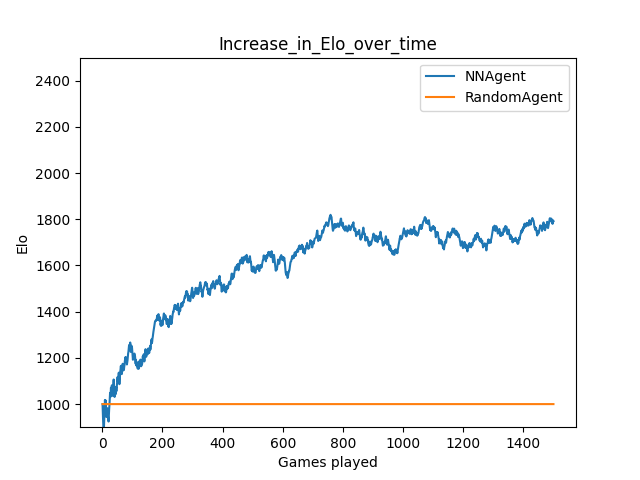 Increase_in_Elo_over_time
NNAgent
RandomAgent
2400
2200
2000
1800
1600
1400
1200
1000
Elo
0 200 400 600 800 1000 1200 1400
Games played